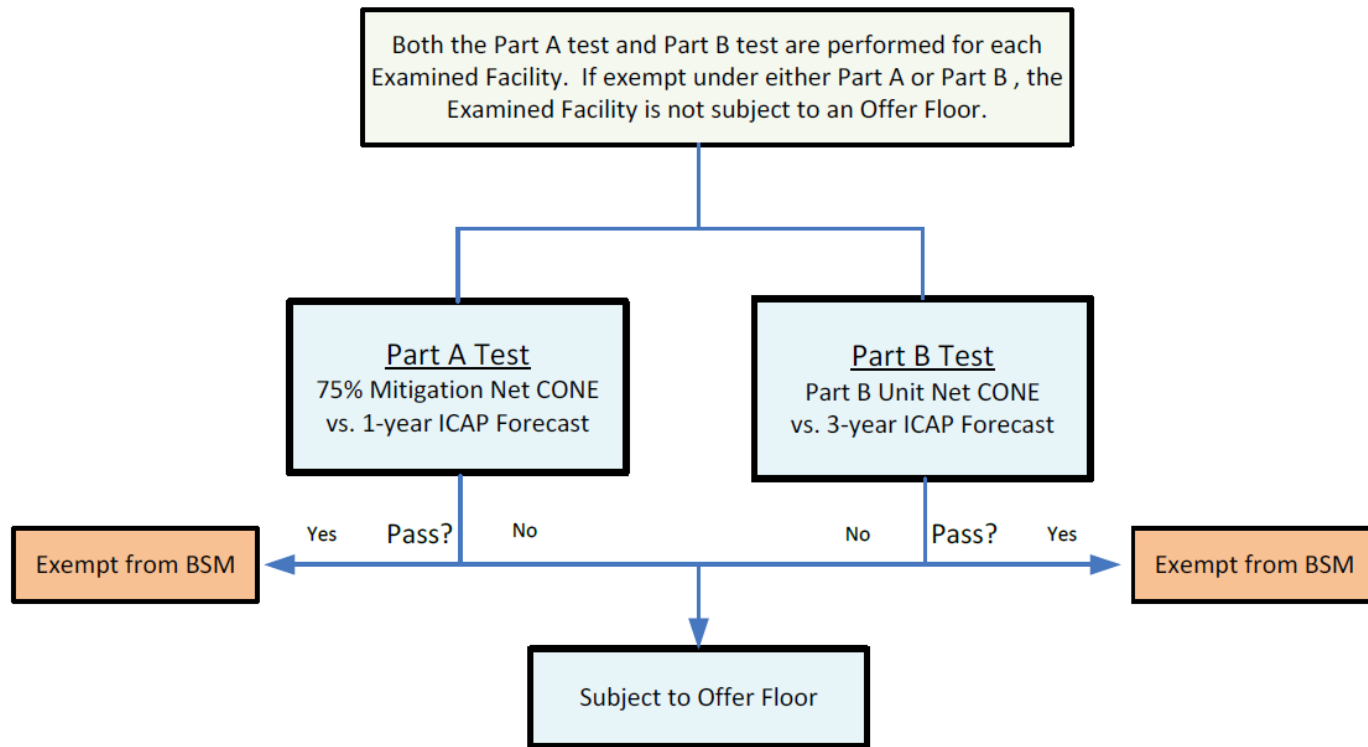 Both the Part A test and Part B test are performed for each
Examined Facility.  If exempt under either Part A or Part B , the
Examined Facility is not subject to an Offer Floor.
Part A Test
75% Mitigation Net CONE
vs. 1-year ICAP Forecast
Part B Test
Part B Unit Net CONE
vs. 3-year ICAP Forecast
Yes Pass? No
No Pass? Yes
Exempt from BSM
Exempt from BSM
Subject to Offer Floor